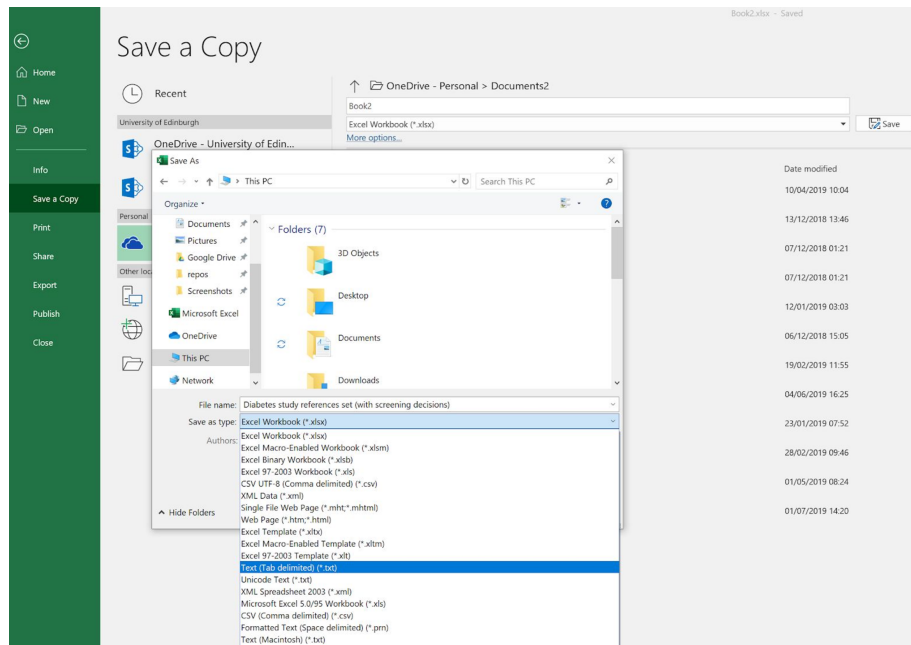 Book2.xlsx - Saved
Save a Copy
Home
New
Open
Info
Save a Copy
Print
Share
Export
Publish
Close
Recent
University of Edinburgh
OneDrive - University of Edin...
Personal
Other loc
OneDrive - Personal > Documents2
Book2
Excel Workbook (*.xlsx)
Save
More options...
Date modified
10/04/2019 10:04
13/12/2018 13:46
07/12/2018 01:21
07/12/2018 01:21
12/01/2019 03:03
06/12/2018 15:05
19/02/2019 11:55
04/06/2019 16:25
23/01/2019 07:52
28/02/2019 09:46
01/05/2019 08:24
01/07/2019 14:20
Save As
This PC
Search This PC
Organize
Documents
Pictures
Google Drive
repos
Screenshots
Microsoft Excel
OneDrive
This PC
Network
Folders (7)
3D Objects
Desktop
Documents
Downloads
File name: Diabetes study references set (with screening decisions)
Save as type: Excel Workbook (*.xlsx)
Authors:
Hide Folders
Excel Workbook (*.xlsx)
Excel Macro-Enabled Workbook (*.xlsm)
Excel Binary Workbook (*.xlsb)
Excel 97-2003 Workbook (*.xls)
CSV UTF-8 (Comma delimited) (*.csv)
XML Data (*.xml)
Single File Web Page (*.mht;*.mhtml)
Web Page (*.htm;*.html)
Excel Template (*.xltx)
Excel Macro-Enabled Template (*.xltm)
Excel 97-2003 Template (*.xlt)
Text (Tab delimited) (*.txt)
Unicode Text (*.txt)
XML Spreadsheet 2003 (*.xml)
Microsoft Excel 5.0/95 Workbook (*.xls)
CSV (Comma delimited) (*.csv)
Formatted Text (Space delimited) (*.prn)
Text (Macintosh) (*.txt)